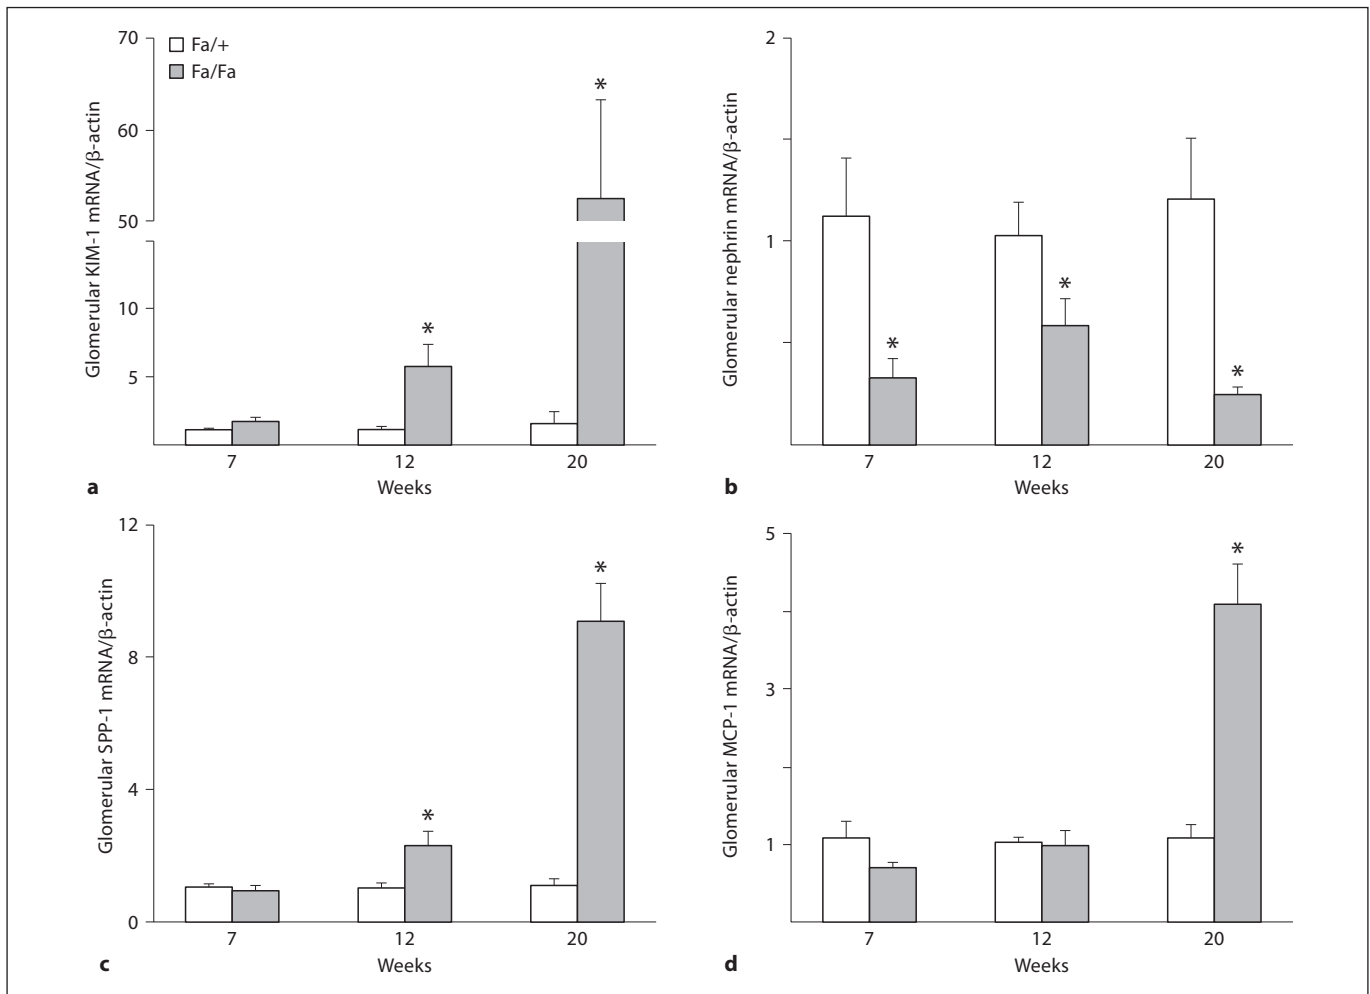 70
60
50
10
5
Glomerular KIM-1 mRNA/β-actin
Fa/+
Fa/Fa
*
*
7 12 20
Weeks
a
2
1
Glomerular nephrin mRNA/β-actin
*
*
*
7 12 20
Weeks
b
12
8
4
0
Glomerular SPP-1 mRNA/β-actin
*
*
7 12 20
Weeks
c
5
3
1
Glomerular MCP-1 mRNA/β-actin
*
7 12 20
Weeks
d